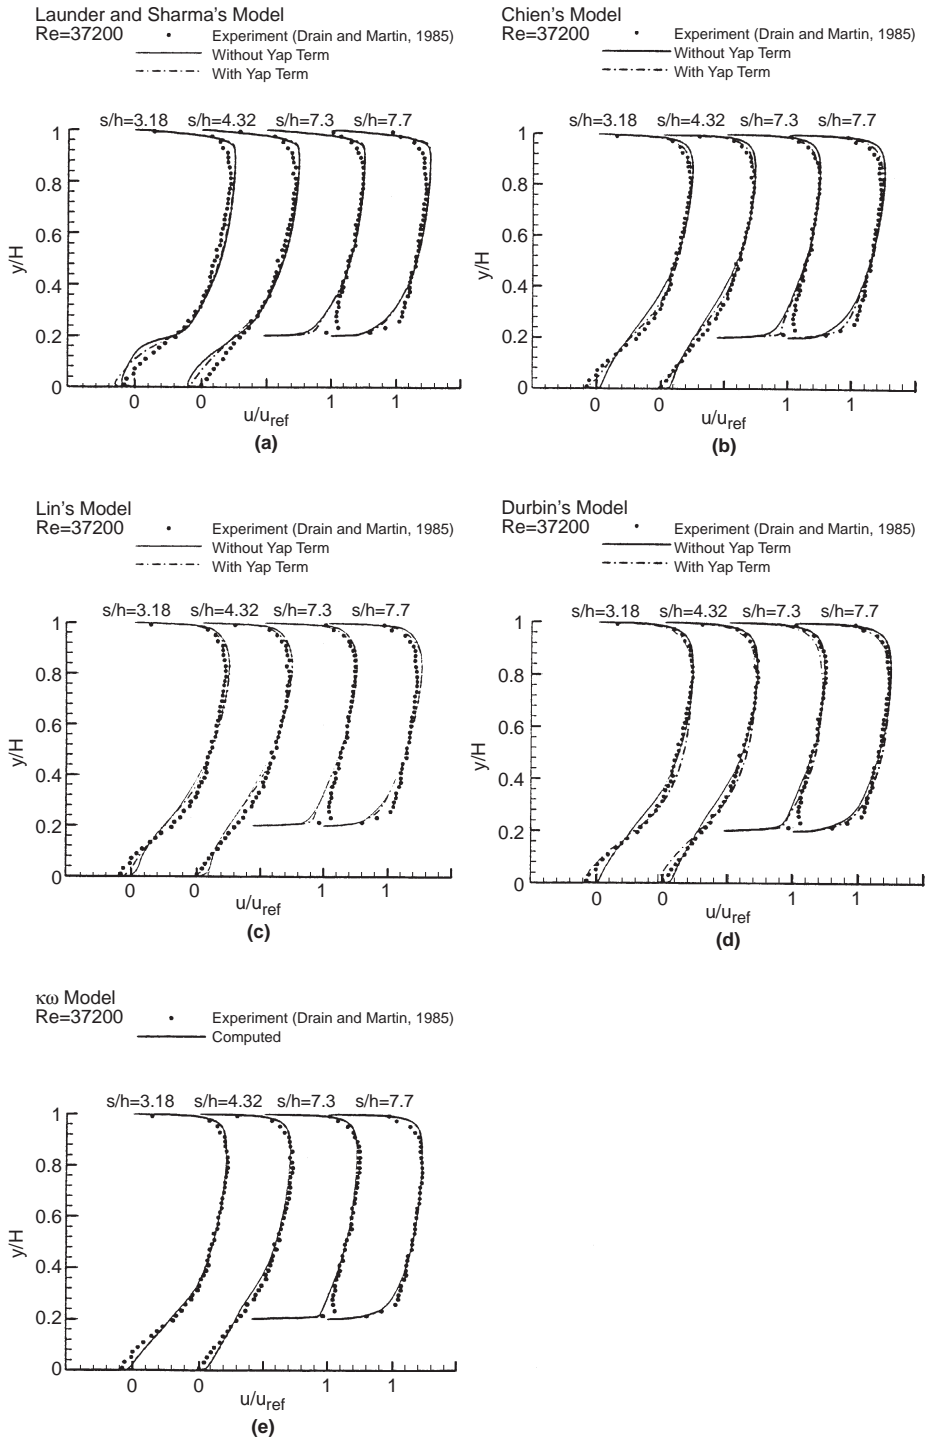 Launder and Sharma's Model
Re=37200 Experiment (Drain and Martin, 1985)
Without Yap Term
With Yap Term
s/h=3.18 s/h=4.32 s/h=7.3 s/h=7.7
1
0.8
0.6
0.4
0.2
0
y/H
0 0 1 1
u/uref
(a)
Chien's Model
Re=37200 Experiment (Drain and Martin, 1985)
Without Yap Term
With Yap Term
s/h=3.18 s/h=4.32 s/h=7.3 s/h=7.7
1
0.8
0.6
0.4
0.2
0
y/H
0 0 1 1
u/uref
(b)
Lin's Model
Re=37200 Experiment (Drain and Martin, 1985)
Without Yap Term
With Yap Term
s/h=3.18 s/h=4.32 s/h=7.3 s/h=7.7
1
0.8
0.6
0.4
0.2
0
y/H
0 0 1 1
u/uref
(c)
Durbin's Model
Re=37200 Experiment (Drain and Martin, 1985)
Without Yap Term
With Yap Term
s/h=3.18 s/h=4.32 s/h=7.3 s/h=7.7
1
0.8
0.6
0.4
0.2
0
y/H
0 0 1 1
u/uref
(d)
κω Model
Re=37200 Experiment (Drain and Martin, 1985)
Computed
s/h=3.18 s/h=4.32 s/h=7.3 s/h=7.7
1
0.8
0.6
0.4
0.2
0
y/H
0 0 1 1
u/uref
(e)